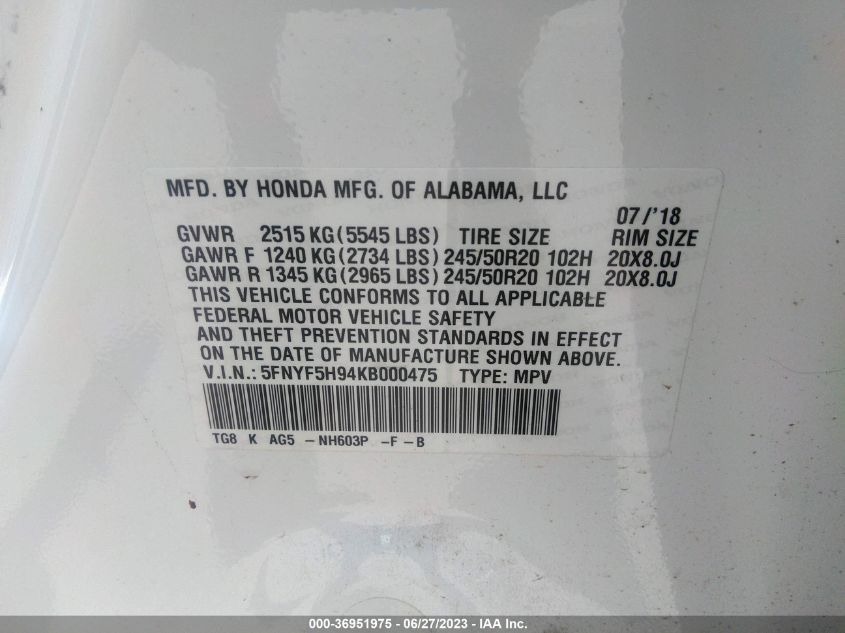 MFD. BY HONDA MFG. OF ALABAMA, LLC
07/'18
GVWR 2515 KG(5545 LBS) TIRE SIZE RIM SIZE
GAWR F 1240 KG(2734 LBS) 245/50R20 102H 20X8.0J
GAWR R 1345 KG(2965 LBS) 245/50R20 102H 20X8.0J
THIS VEHICLE CONFORMS TO ALL APPLICABLE
FEDERAL MOTOR VEHICLE SAFETY
AND THEFT PREVENTION STANDARDS IN EFFECT
ON THE DATE OF MANUFACTURE SHOWN ABOVE.
V.I.N.: 5FNYF5H94KB000475 TYPE: MPV
TG8 K AG5 -NH603P -F -B
000-36951975 - 06/27/2023 - IAA Inc.